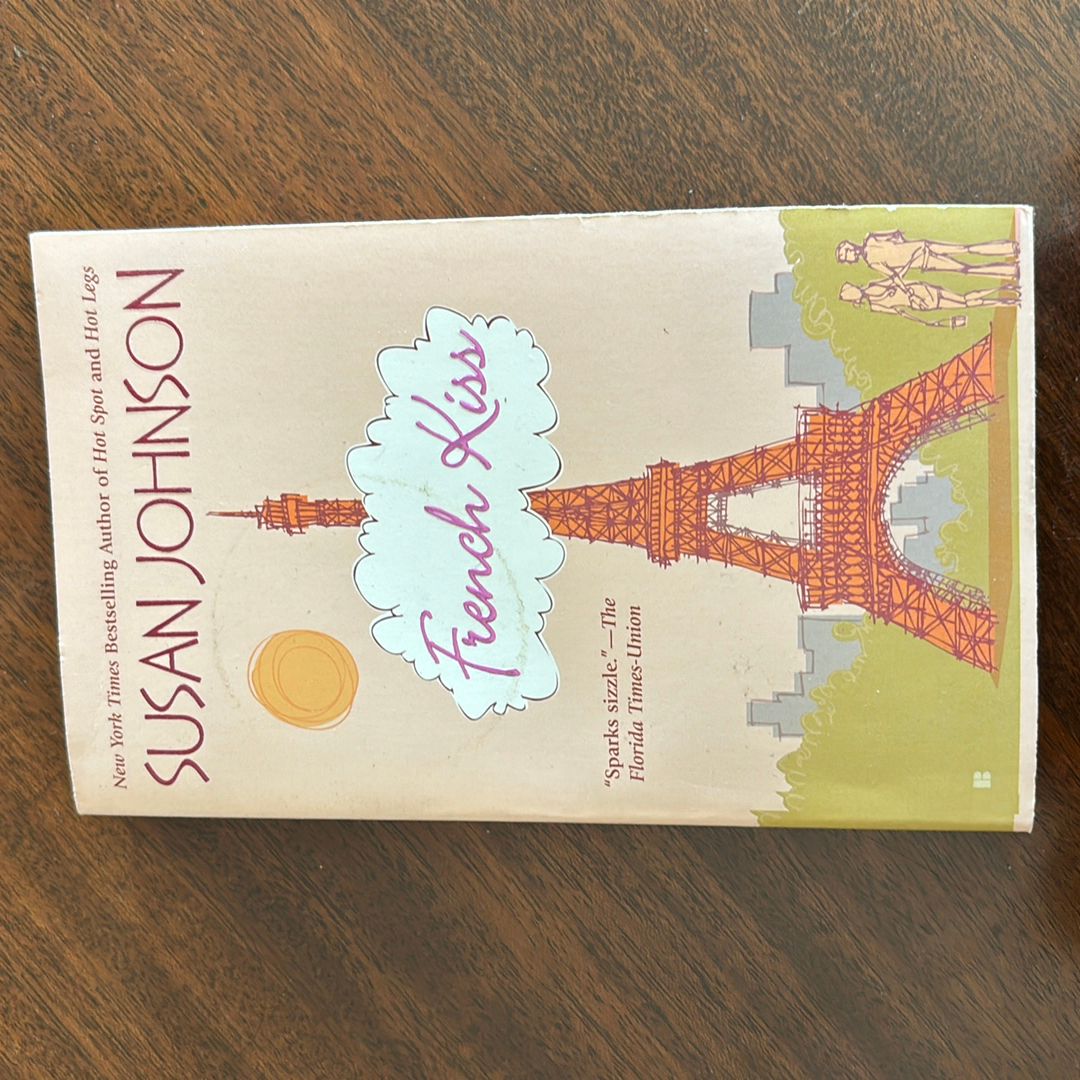 New York Times Bestselling Author of Hot Spot and Hot Legs
SUSAN JOHNSON
French Kiss
“Sparks sizzle.”—The
Florida Times-Union
B